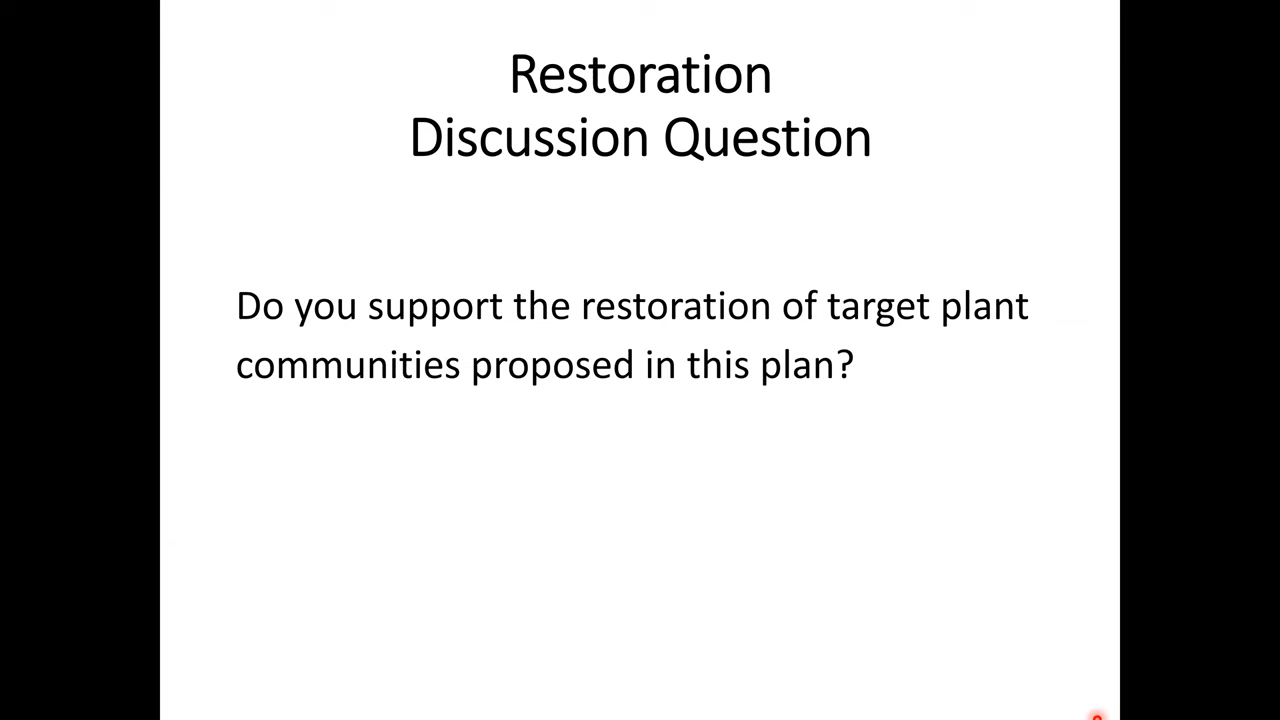 Restoration
Discussion Question
Do you support the restoration of target plant
communities proposed in this plan?